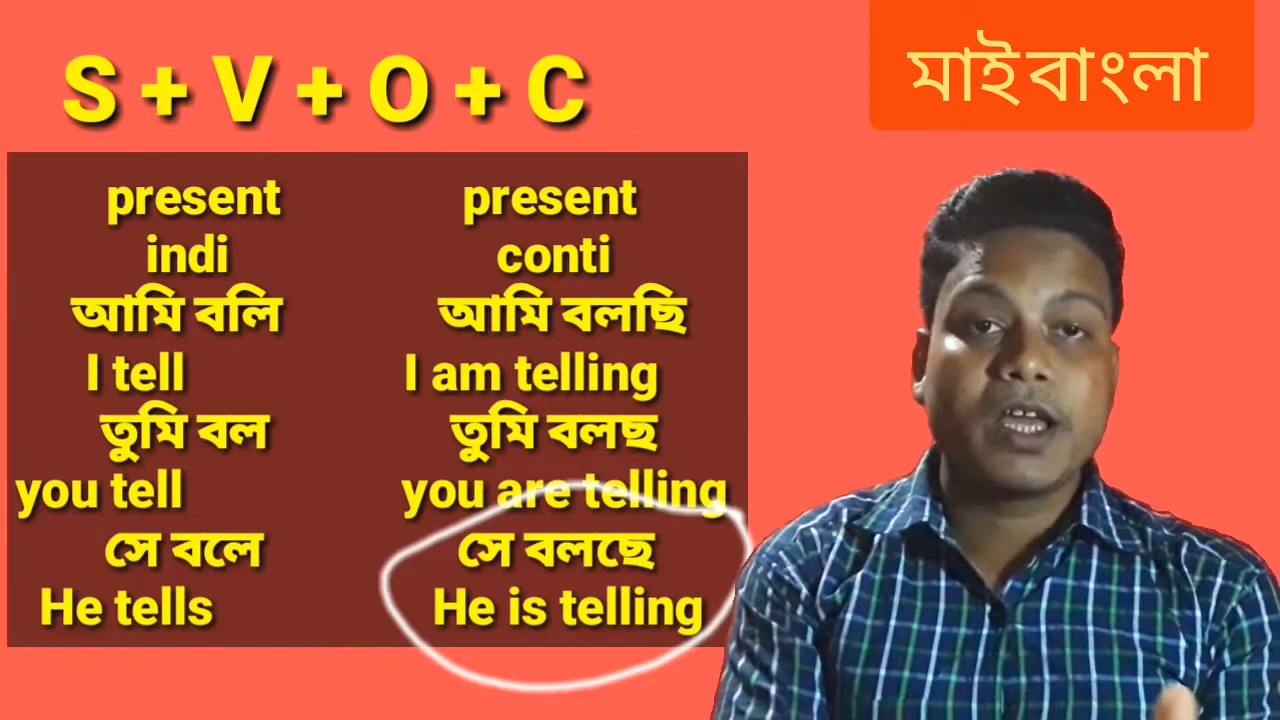 S + V + O + C
মাইবাংলা
present present
indi conti
আমি বলি আমি বলছি
I tell I am telling
তুমি বল তুমি বলছ
you tell you are telling
সে বলে সে বলছে
He tells He is telling